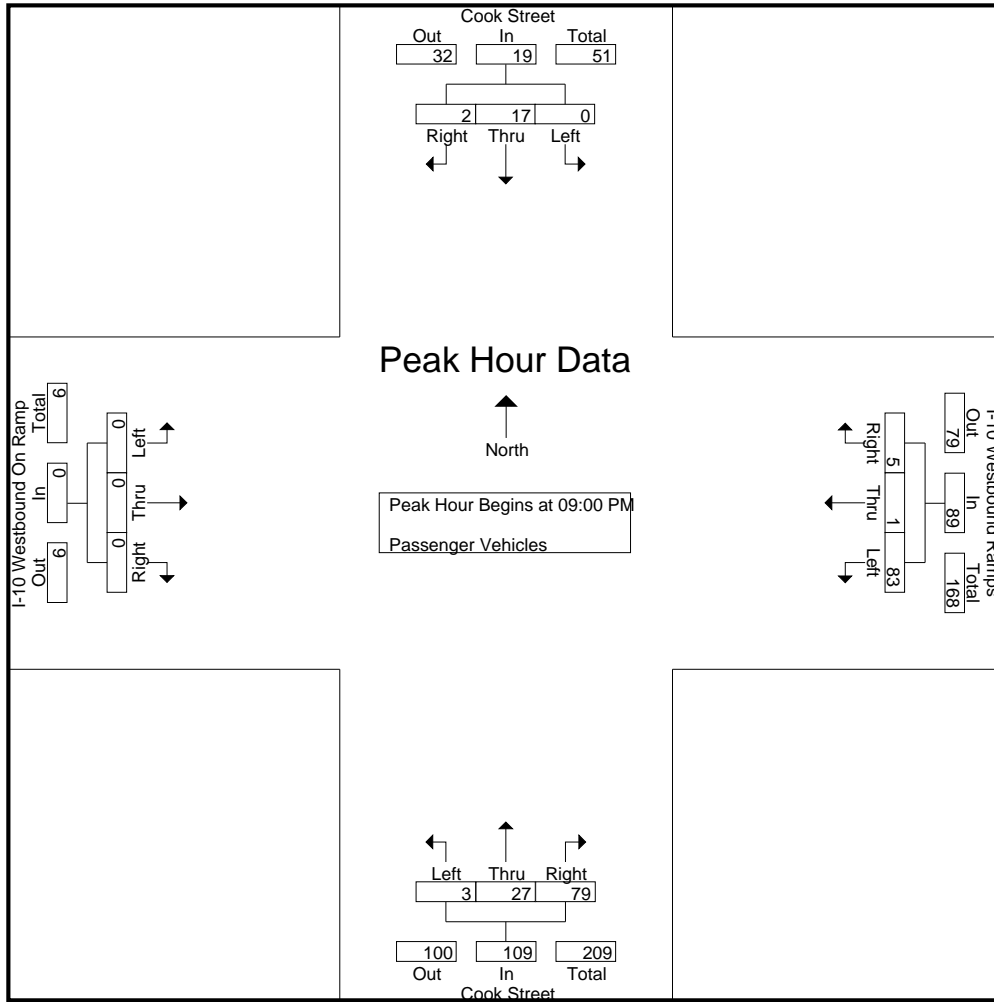 Cook Street
Out In Total
32 19 51
2 17 0
Right Thru Left
Peak Hour Data
North
Peak Hour Begins at 09:00 PM
Passenger Vehicles
I-10 Westbound On Ramp
Out In Total
6 0 6
0 0 0
Right Thru Left
I-10 Westbound Ramps
Out In Total
79 89 168
5 1 83
Right Thru Left
Left Thru Right
3 27 79
100 109 209
Out In Total
Cook Street